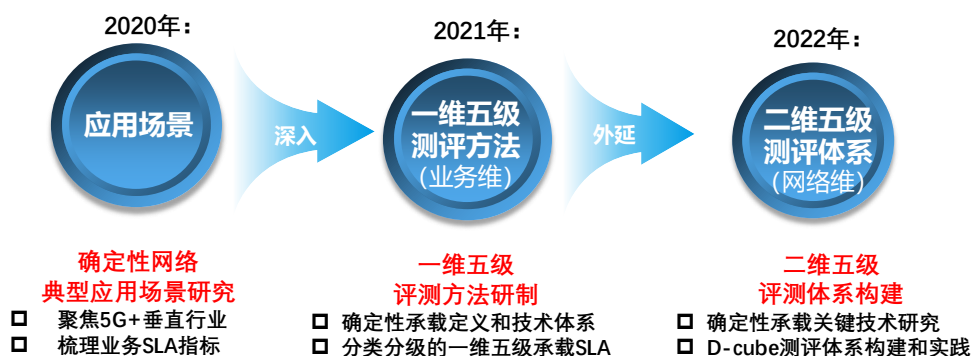 2020年：
应用场景
深入
2021年：
一维五级
测评方法
(业务维)
外延
2022年：
二维五级
测评体系
(网络维)
确定性网络
典型应用场景研究
聚焦5G+垂直行业
梳理业务SLA指标
一维五级
评测方法研制
确定性承载定义和技术体系
分类分级的一维五级承载SLA
二维五级
评测体系构建
确定性承载关键技术研究
D-cube测评体系构建和实践